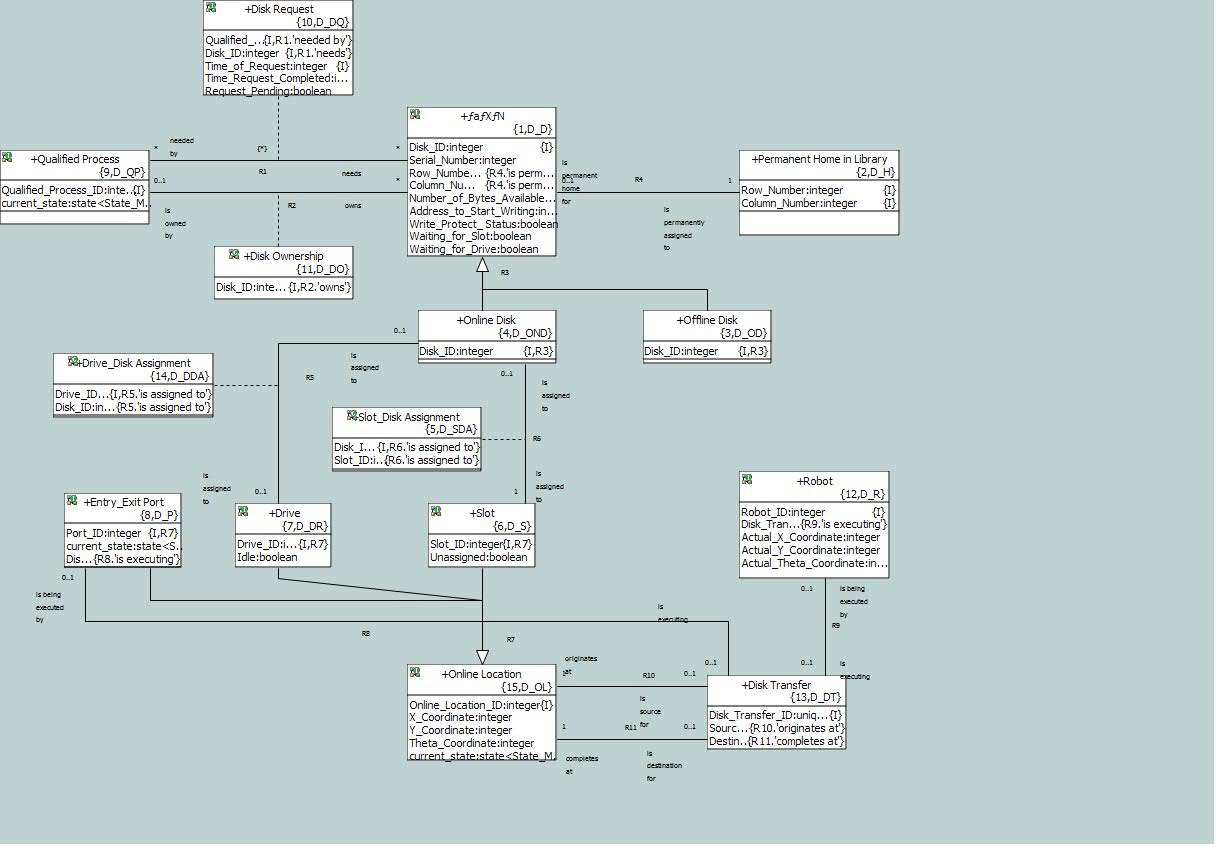 +Disk Request
{10,D_DQ}
Qualified_...{I,R1.'needed by'}
Disk_ID:integer {I,R1.'needs'}
Time_of_Request:integer {I}
Time_Request_Completed:i...
Request_Pending:boolean
+ƒaƒXƒN
{1,D_D}
Disk_ID:integer {I}
Serial_Number:integer
Row_Numbe... {R4.'is perm...
Column_Nu... {R4.'is perm...
Number_of_Bytes_Available...
Address_to_Start_Writing:in...
Write_Protect_ Status:boolean
Waiting_for_Slot:boolean
Waiting_for_Drive:boolean
+Qualified Process
{9,D_QP}
Qualified_Process_ID:inte..{I}
current_state:state<State_M..
*
needed
by
{*}
*
R1
needs
0..1
*
is
owned
by
R2
owns
is
permanent
home
for
0..1
R4
1
is
permanently
assigned
to
+Permanent Home in Library
{2,D_H}
Row_Number:integer {I}
Column_Number:integer {I}
+Disk Ownership
{11,D_DO}
Disk_ID:inte... {I,R2.'owns'}
R3
+Online Disk
{4,D_OND}
Disk_ID:integer {I,R3}
+Offline Disk
{3,D_OD}
Disk_ID:integer {I,R3}
0..1
is
assigned
to
R5
+Drive_Disk Assignment
{14,D_DDA}
Drive_ID...{I,R5.'is assigned to'}
Disk_ID:in...{R5.'is assigned to'}
0..1
is
assigned
to
+Slot_Disk Assignment
{5,D_SDA}
Disk_I... {I,R6.'is assigned to'}
Slot_ID:i..{R6.'is assigned to'}
R6
is
assigned
to
0..1
is
assigned
to
1
+Entry_Exit Port
{8,D_P}
Port_ID:integer {I,R7}
current_state:state<S..
Dis...{R8.'is executing'}
+Drive
{7,D_DR}
Drive_ID:i...{I,R7}
Idle:boolean
+Slot
{6,D_S}
Slot_ID:integer{I,R7}
Unassigned:boolean
+Robot
{12,D_R}
Robot_ID:integer {I}
Disk_Tran...{R9.'is executing'}
Actual_X_Coordinate:integer
Actual_Y_Coordinate:integer
Actual_Theta_Coordinate:in...
0..1
is being
executed
by
R8
R7
is
executing
0..1
0..1
is being
executed
by
R9
0..1
is
executing
+Online Location
{15,D_OL}
Online_Location_ID:integer{I}
X_Coordinate:integer
Y_Coordinate:integer
Theta_Coordinate:integer
current_state:state<State_M..
originates
at
1
R10
0..1
is
source
for
1
R11
0..1
completes
at
is
destination
for
+Disk Transfer
{13,D_DT}
Disk_Transfer_ID:uniq...{I}
Sourc...{R10.'originates at'}
Destin..{R11.'completes at'}